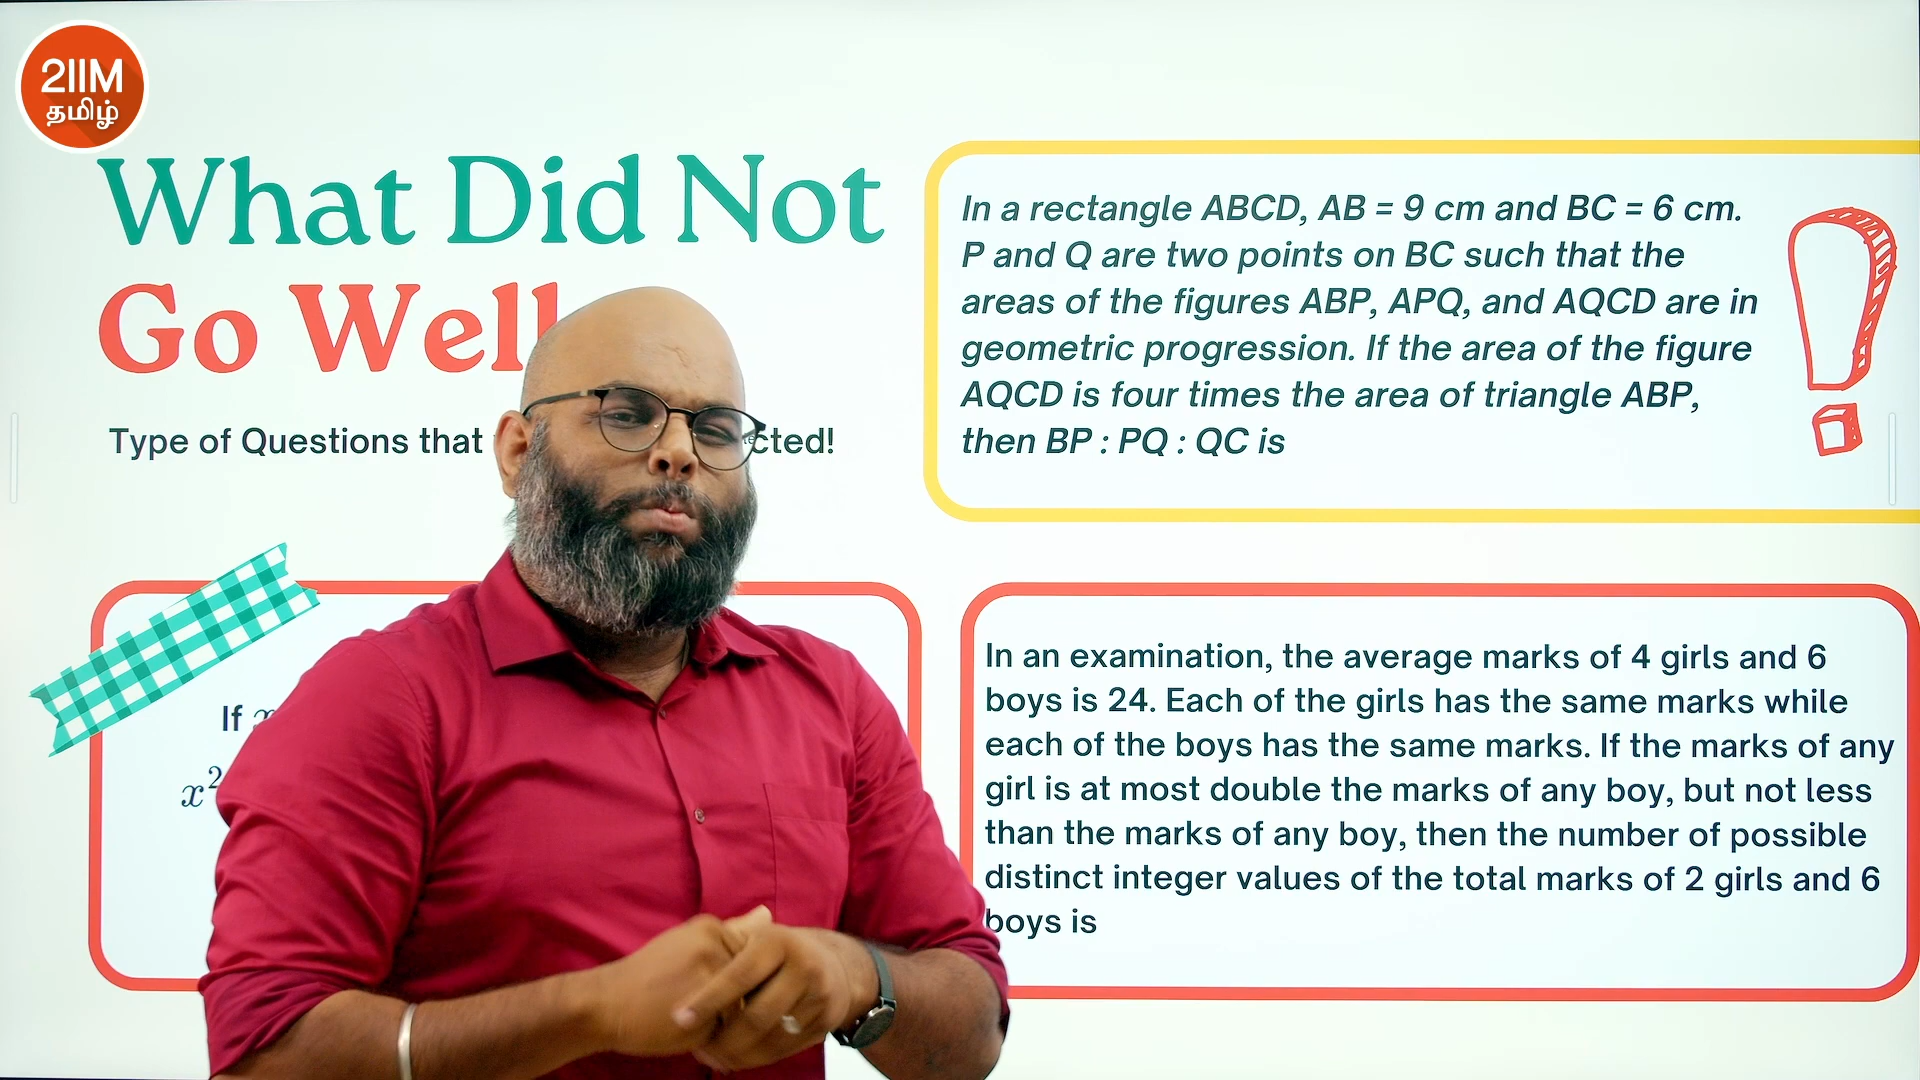 2IIM
தமிழ்
What Did Not
Go Well
Type of Questions that cted!
In a rectangle ABCD, AB = 9 cm and BC = 6 cm.
P and Q are two points on BC such that the
areas of the figures ABP, APQ, and AQCD are in
geometric progression. If the area of the figure
AQCD is four times the area of triangle ABP,
then BP : PQ : QC is
If
x²
In an examination, the average marks of 4 girls and 6
boys is 24. Each of the girls has the same marks while
each of the boys has the same marks. If the marks of any
girl is at most double the marks of any boy, but not less
than the marks of any boy, then the number of possible
distinct integer values of the total marks of 2 girls and 6
boys is